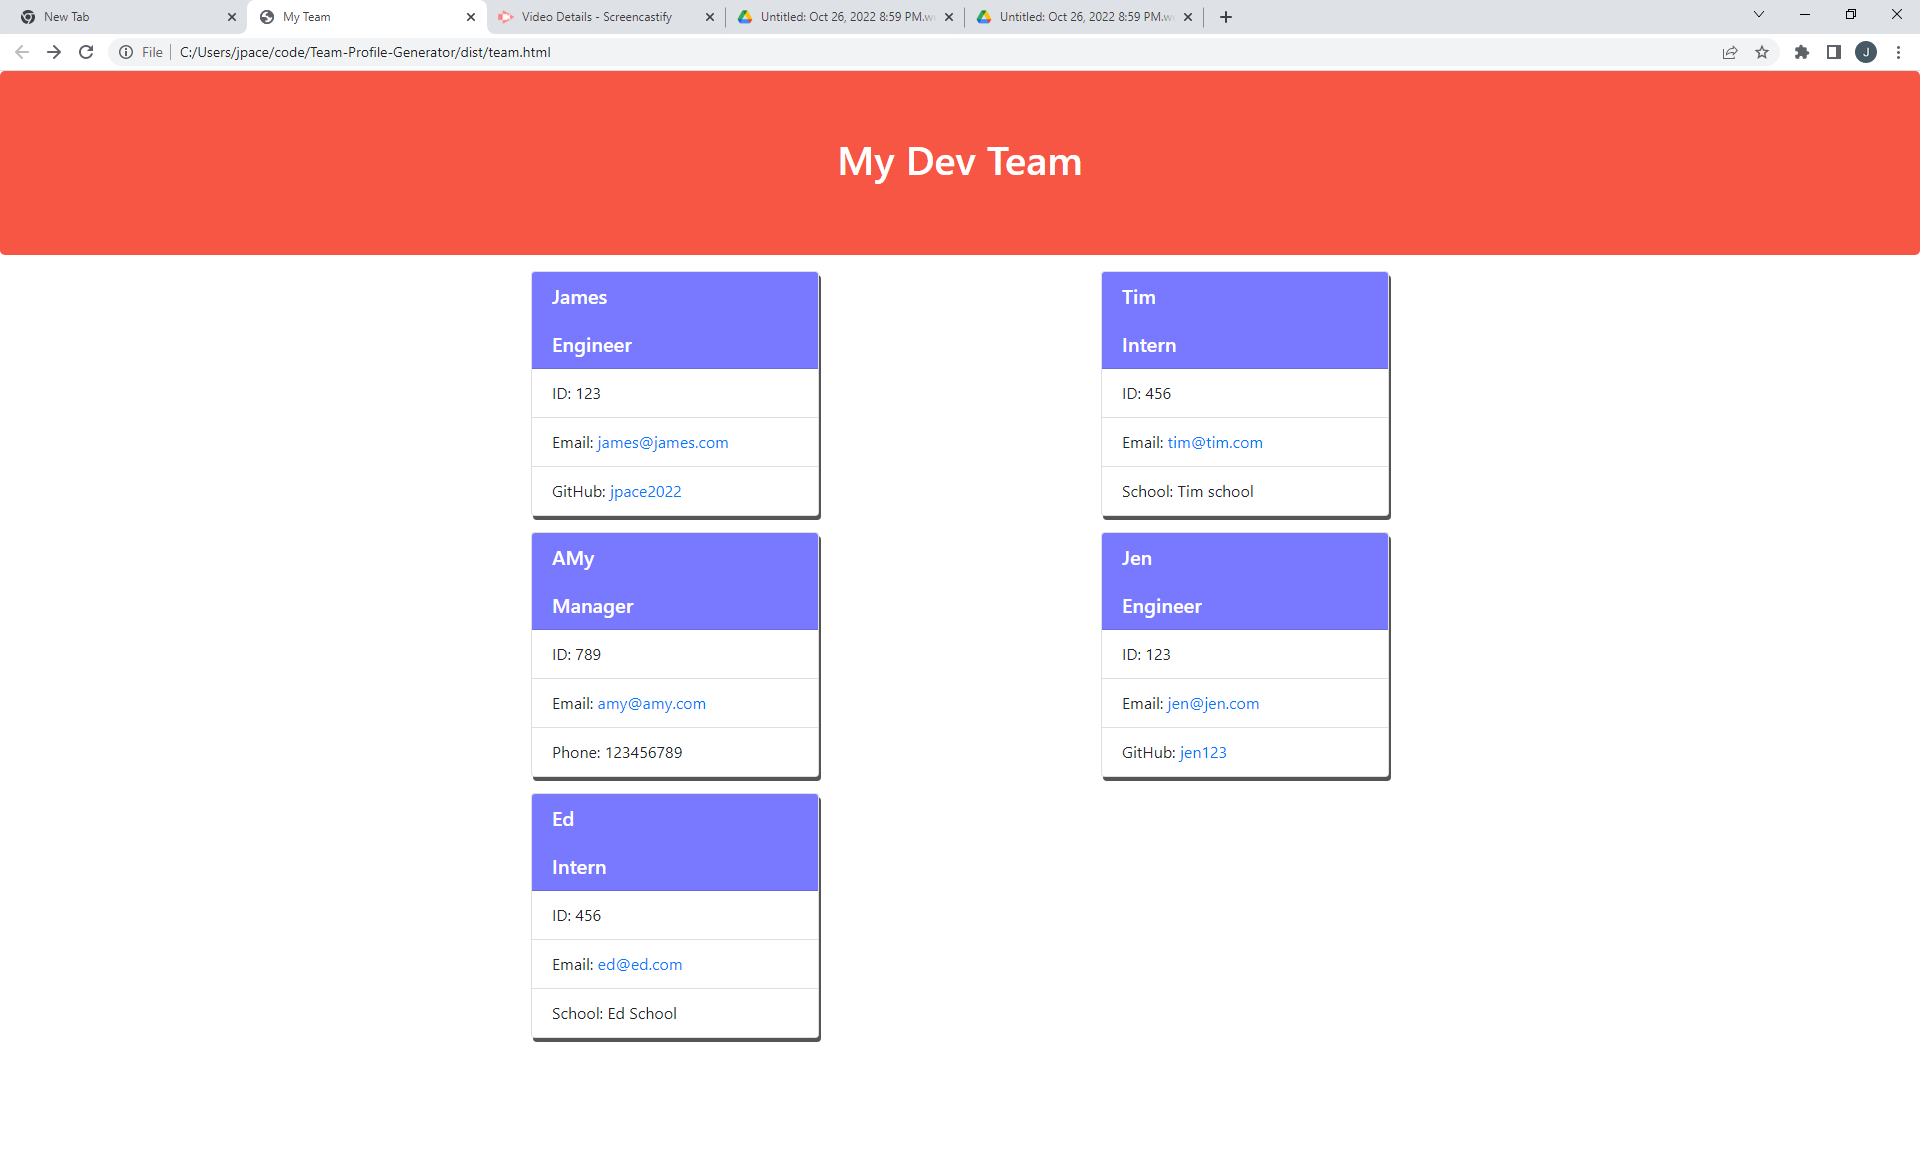 New Tab
My Team
Video Details - Screencastify
Untitled: Oct 26, 2022 8:59 PM.w
Untitled: Oct 26, 2022 8:59 PM.w
File
C:/Users/jpace/code/Team-Profile-Generator/dist/team.html
J
My Dev Team
James
Engineer
ID: 123
Email: james@james.com
GitHub: jpace2022
Tim
Intern
ID: 456
Email: tim@tim.com
School: Tim school
AMy
Manager
ID: 789
Email: amy@amy.com
Phone: 123456789
Jen
Engineer
ID: 123
Email: jen@jen.com
GitHub: jen123
Ed
Intern
ID: 456
Email: ed@ed.com
School: Ed School